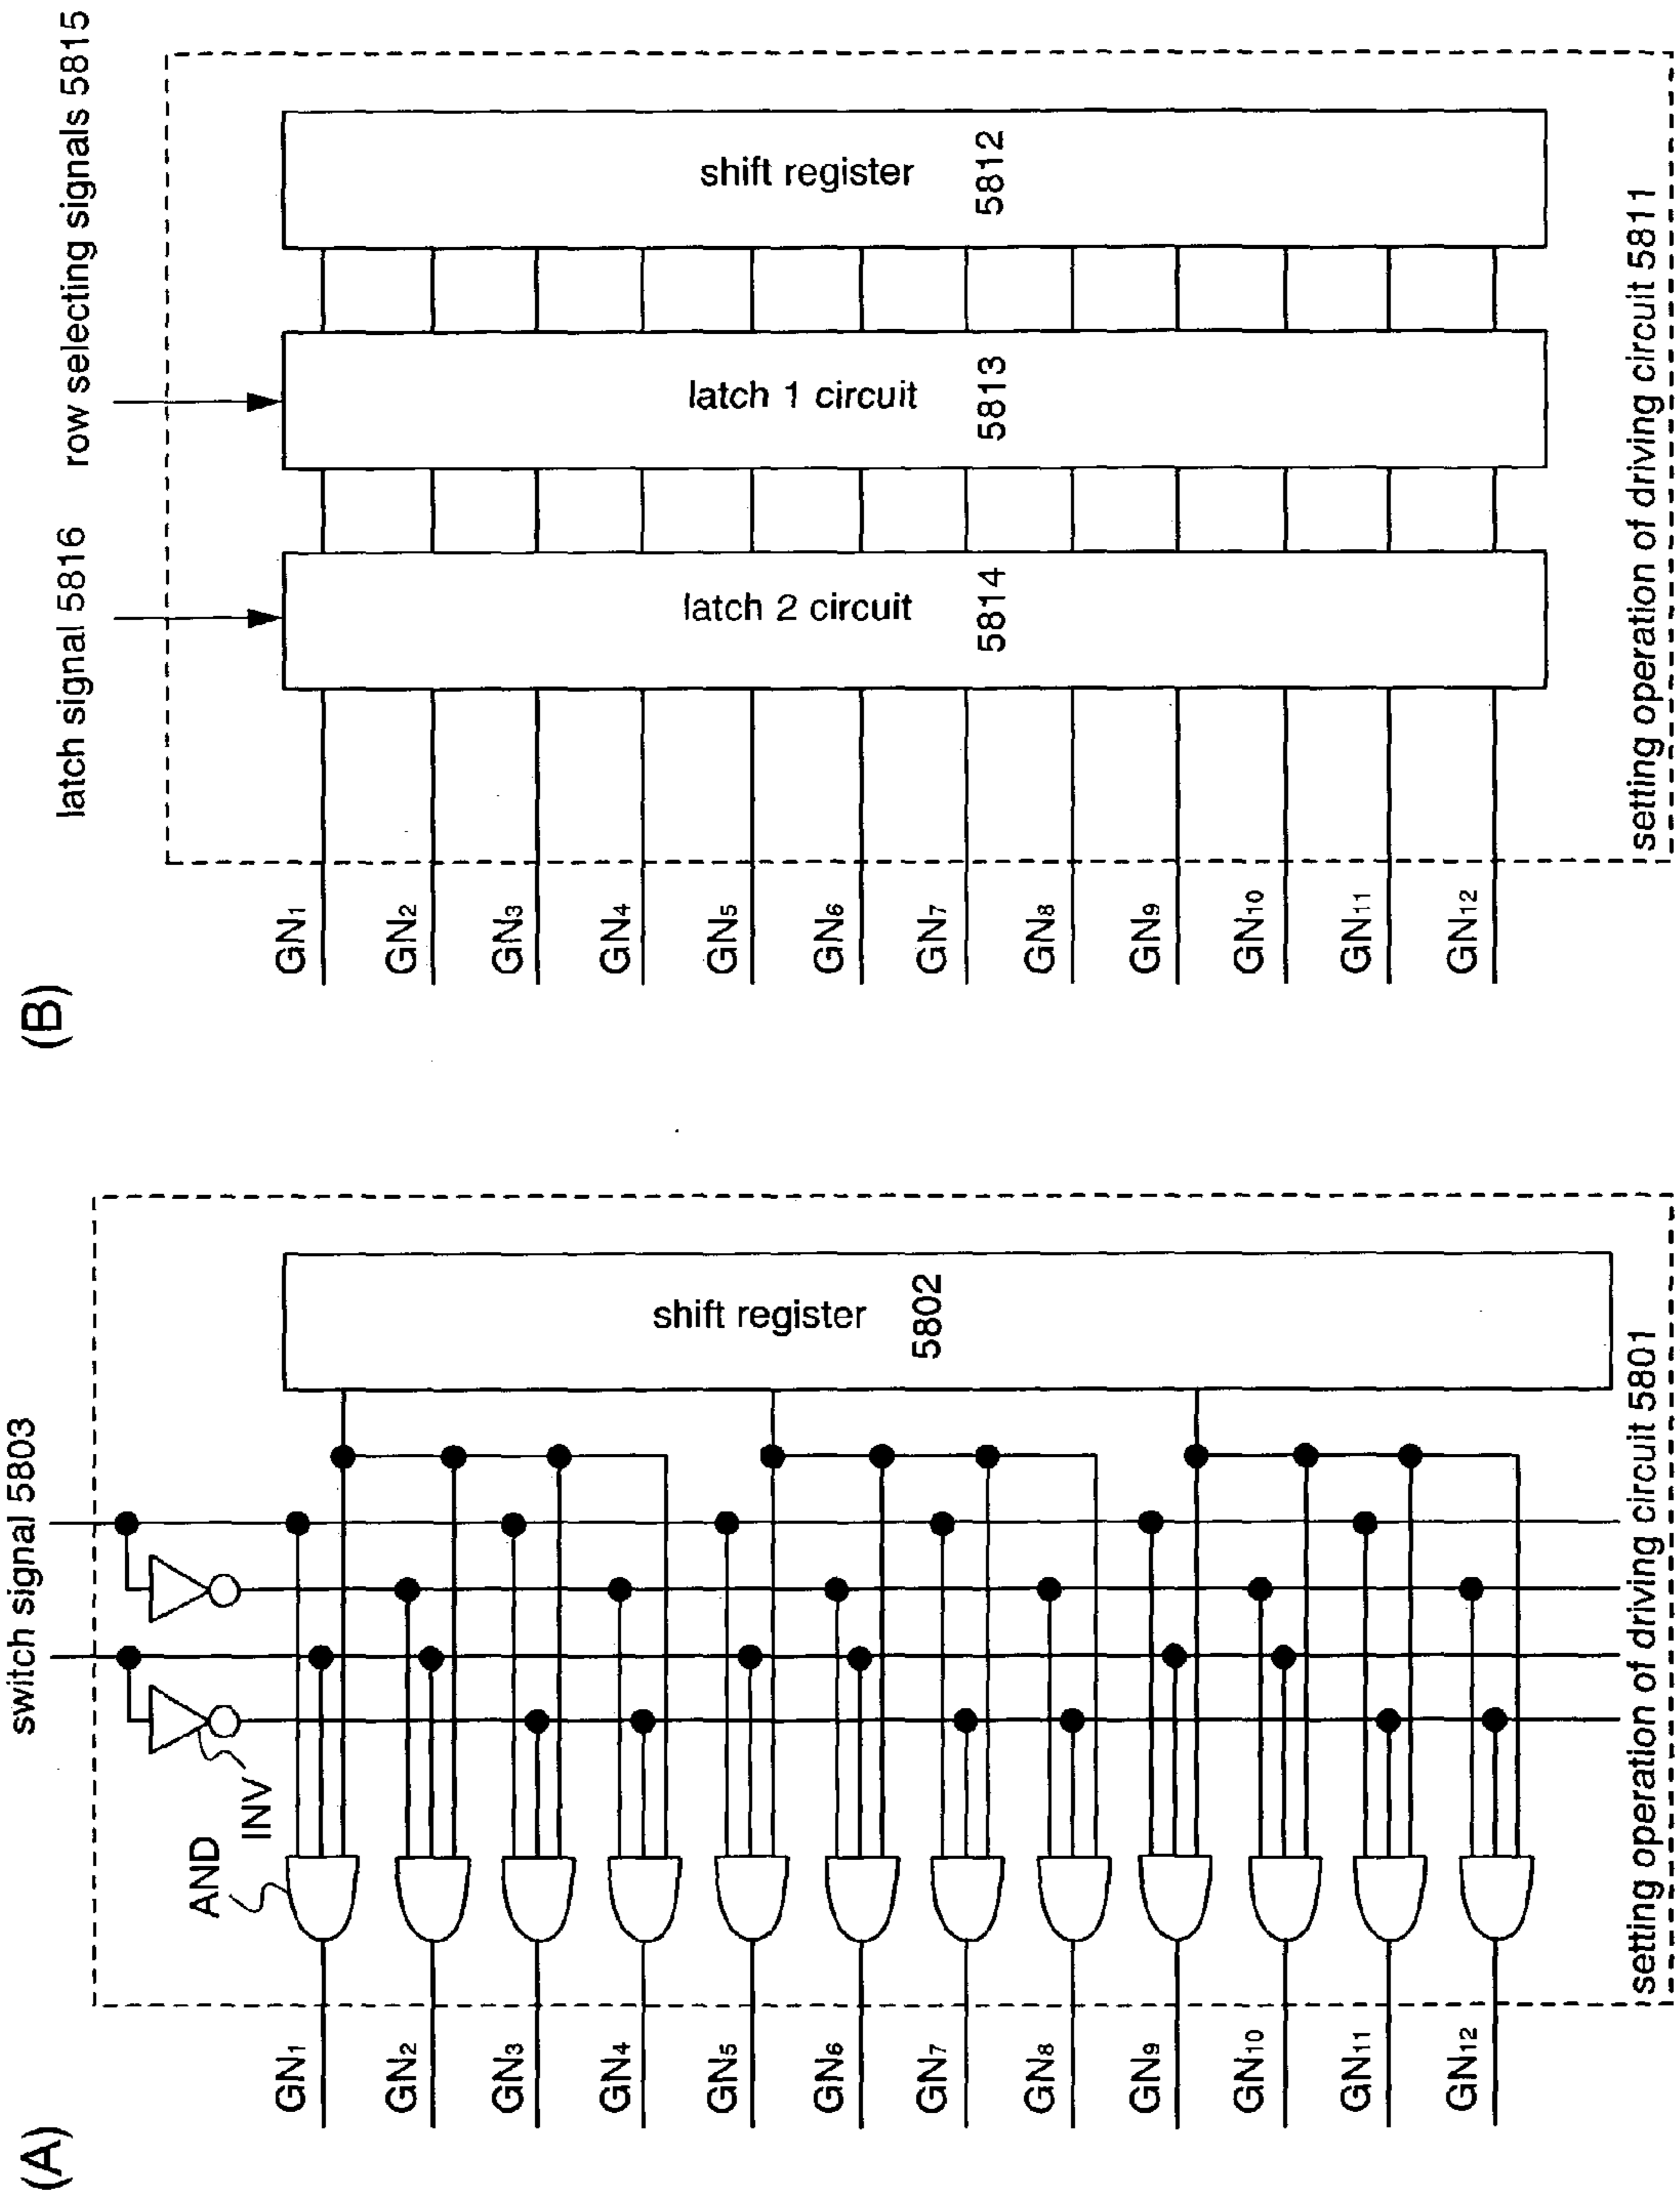 (A)
switch signal 5803
AND
INV
GN1
GN2
GN3
GN4
GN5
GN6
GN7
GN8
GN9
GN10
GN11
GN12
shift register
5802
setting operation of driving circuit 5801
(B)
latch signal 5816
row selecting signals 5815
GN1
GN2
GN3
GN4
GN5
GN6
GN7
GN8
GN9
GN10
GN11
GN12
latch 2 circuit
5814
latch 1 circuit
5813
shift register
5812
setting operation of driving circuit 5811